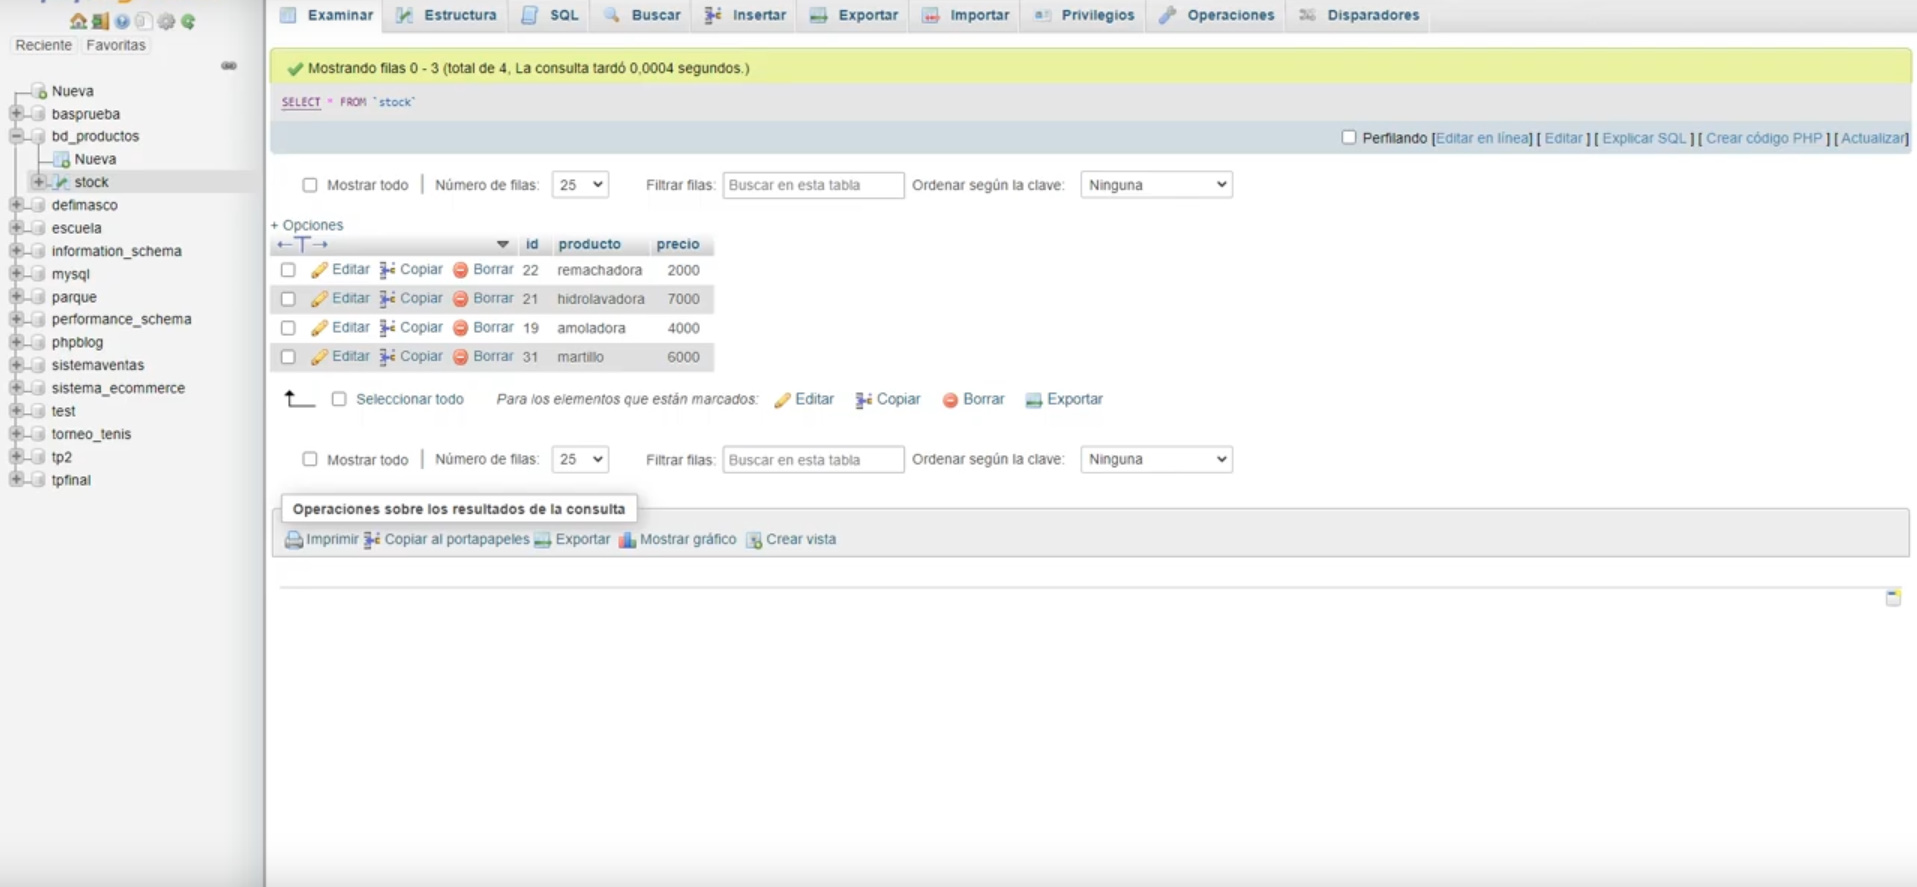 Reciente Favoritas
Nueva
basprueba
bd_productos
Nueva
stock
defimasco
escuela
information_schema
mysql
parque
performance_schema
phpblog
sistemaventas
sistema_ecommerce
test
torneo_tenis
tp2
tpfinal
Examinar Estructura SQL Buscar Insertar Exportar Importar Privilegios Operaciones Disparadores
Mostrando filas 0 - 3 (total de 4, La consulta tardó 0,0004 segundos.)
SELECT * FROM `stock`
Perfilando [Editar en línea] [ Editar ] [ Explicar SQL ] [ Crear código PHP ] [ Actualizar]
Mostrar todo | Número de filas: 25 Filtrar filas: Buscar en esta tabla Ordenar según la clave: Ninguna
+ Opciones
←T→ id producto precio
Editar Copiar Borrar 22 remachadora 2000
Editar Copiar Borrar 21 hidrolavadora 7000
Editar Copiar Borrar 19 amoladora 4000
Editar Copiar Borrar 31 martillo 6000
Seleccionar todo Para los elementos que están marcados: Editar Copiar Borrar Exportar
Mostrar todo | Número de filas: 25 Filtrar filas: Buscar en esta tabla Ordenar según la clave: Ninguna
Operaciones sobre los resultados de la consulta
Imprimir Copiar al portapapeles Exportar Mostrar gráfico Crear vista